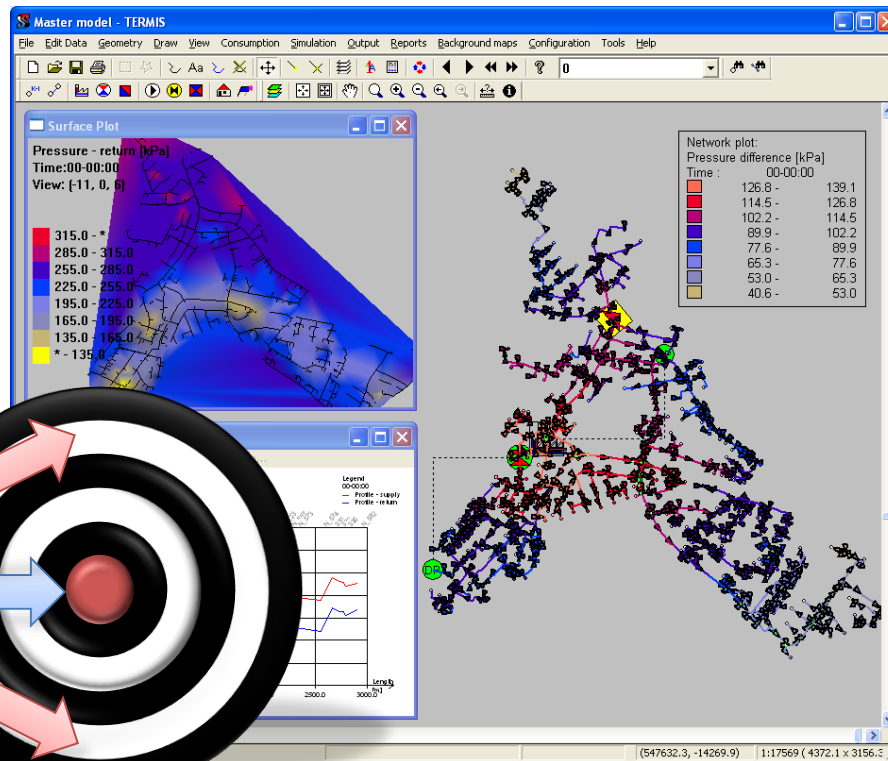 Master model - TERMIS
File Edit Data Geometry Draw View Consumption Simulation Output Reports Background maps Configuration Tools Help
Aa
0
Surface Plot
Pressure - return [kPa]
Time:00-00:00
View: [-11, 0, 6]
315.0 - *
285.0 - 315.0
255.0 - 285.0
225.0 - 255.0
195.0 - 225.0
165.0 - 195.0
135.0 - 165.0
* - 135.0
Network plot:
Pressure difference [kPa]
Time : 00-00:00
126.8 - 139.1
114.5 - 126.8
102.2 - 114.5
89.9 - 102.2
77.6 - 89.9
65.3 - 77.6
53.0 - 65.3
40.6 - 53.0
DP
Legend
00-00:00
Profile - supply
Profile - return
Length
[m]
2500.0 3000.0
(547632.3, -14269.9) 1:17569 ( 4372.1 x 3156.3